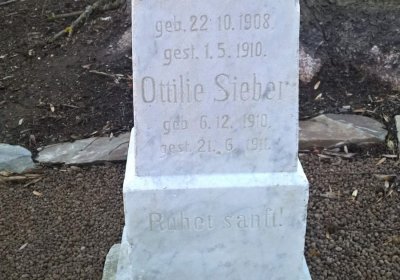 geb. 22. 10. 1908
gest. 1. 5. 1910.
Ottilie Sieber
geb. 6. 12. 1910
gest. 21. 6. 1911.
Ruhet sanft!